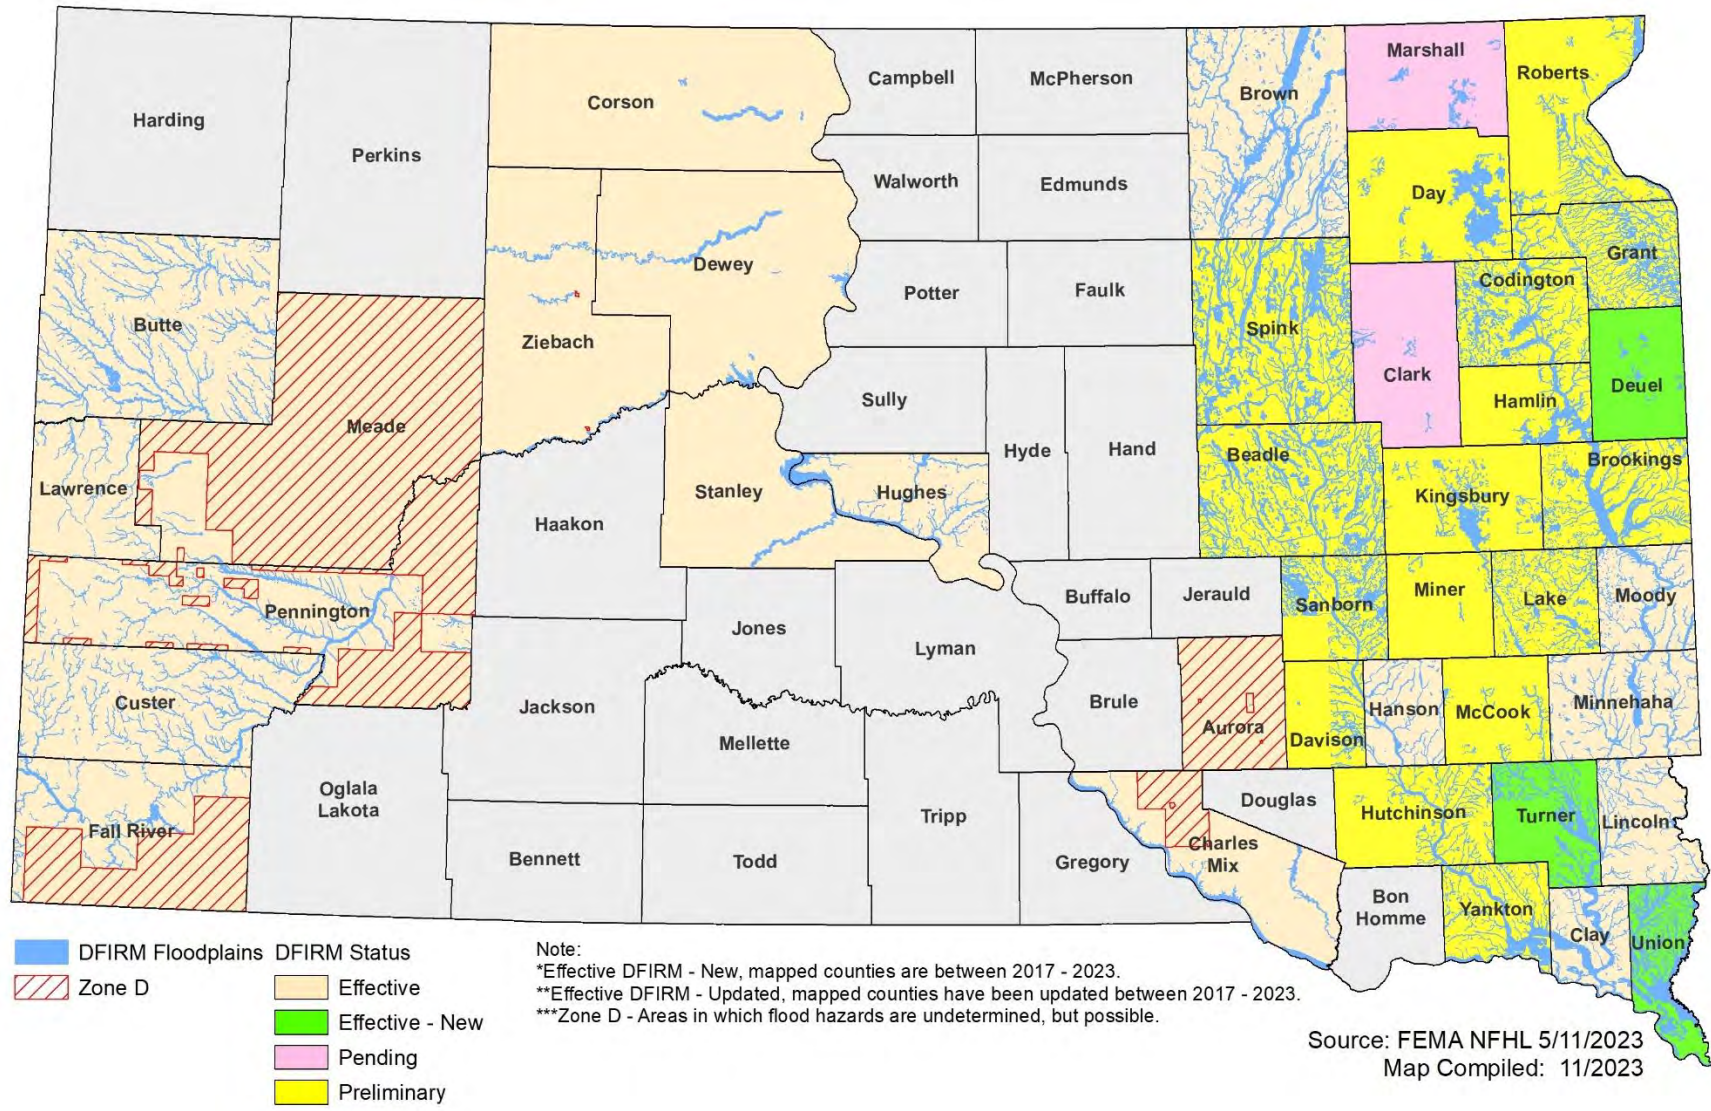 Harding
Perkins
Corson
Campbell
McPherson
Brown
Marshall
Roberts
Walworth
Edmunds
Day
Butte
Ziebach
Dewey
Potter
Faulk
Spink
Codington
Grant
Clark
Hamlin
Deuel
Meade
Sully
Hyde
Hand
Beadle
Kingsbury
Brookings
Lawrence
Haakon
Stanley
Hughes
Pennington
Jones
Lyman
Buffalo
Jerauld
Sanborn
Miner
Lake
Moody
Custer
Jackson
Mellette
Brule
Aurora
Davison
Hanson
McCook
Minnehaha
Fall River
Oglala
Lakota
Bennett
Todd
Tripp
Gregory
Charles
Mix
Douglas
Hutchinson
Turner
Lincoln
Bon
Homme
Yankton
Clay
Union
DFIRM Floodplains
Zone D
DFIRM Status
Effective
Effective - New
Pending
Preliminary
Note:
*Effective DFIRM - New, mapped counties are between 2017 - 2023.
**Effective DFIRM - Updated, mapped counties have been updated between 2017 - 2023.
***Zone D - Areas in which flood hazards are undetermined, but possible.
Source: FEMA NFHL 5/11/2023
Map Compiled: 11/2023